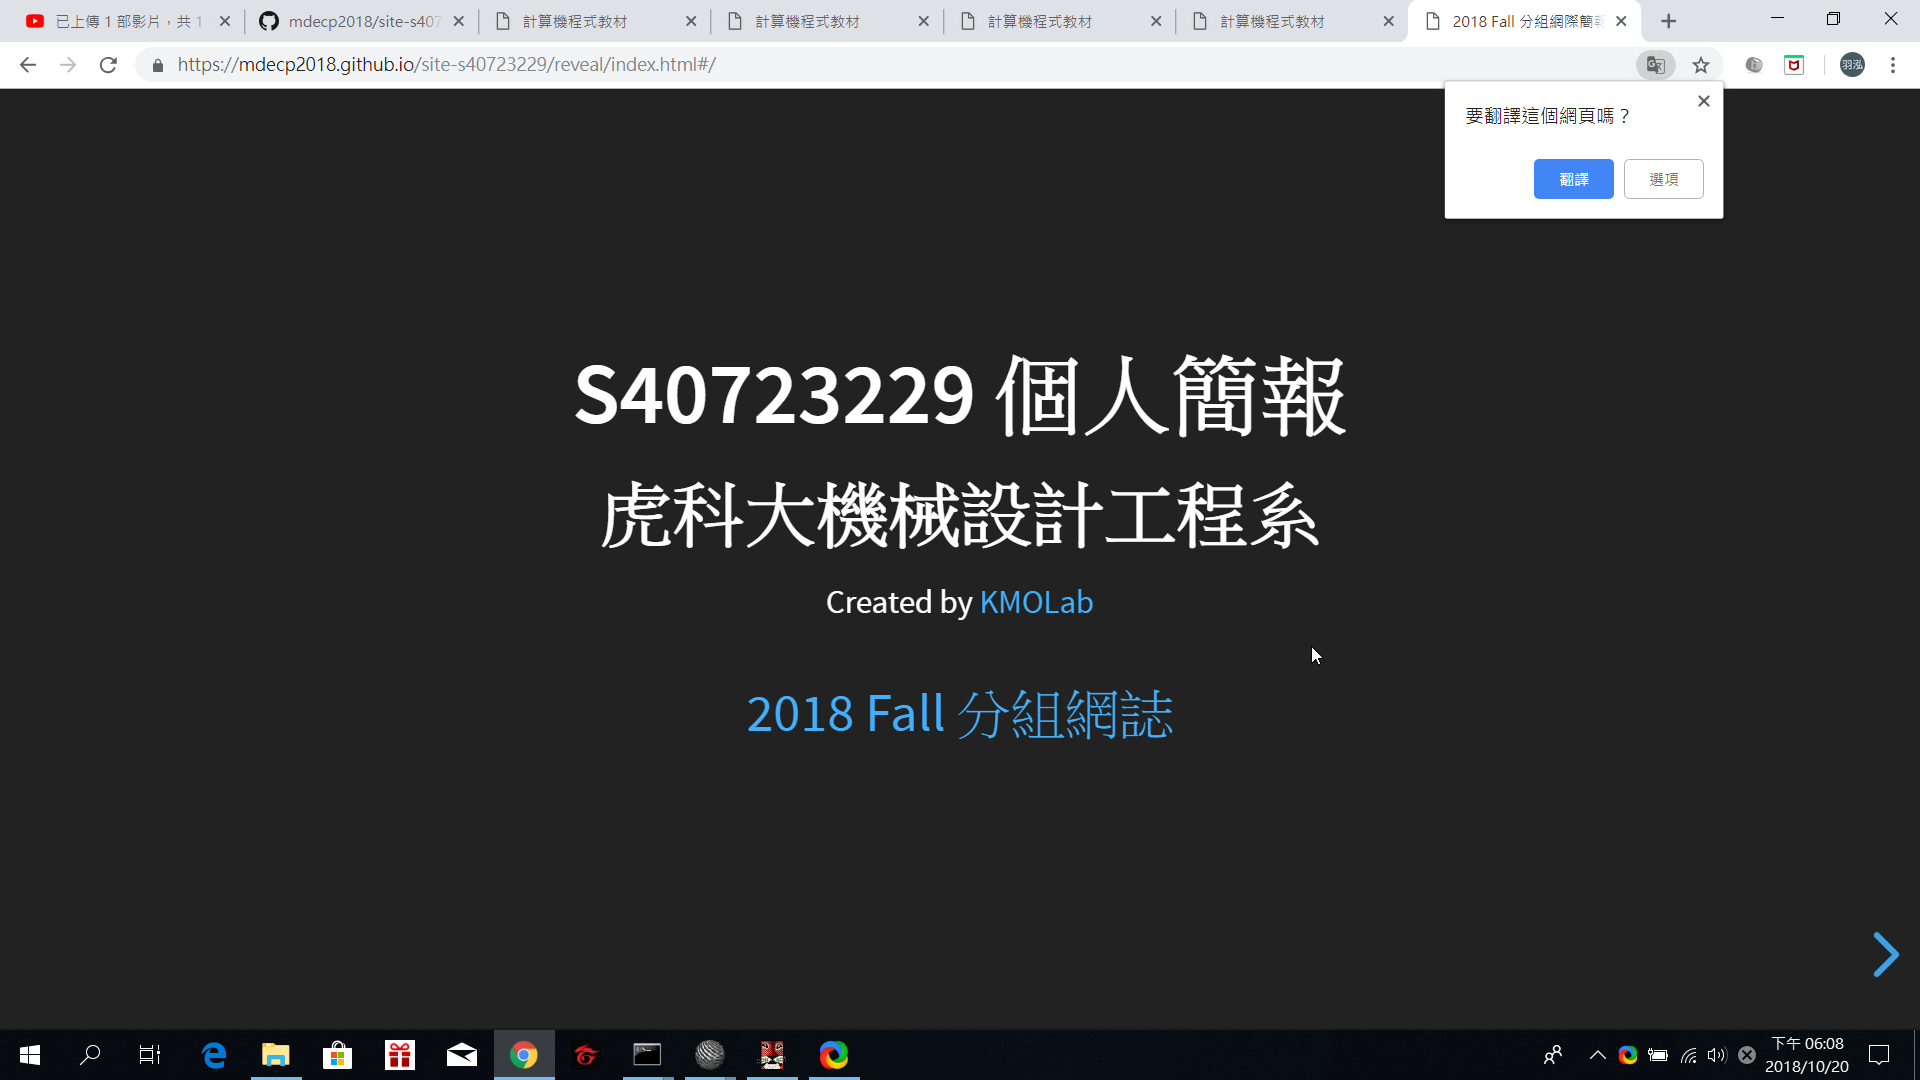 已上傳 1 部影片，共 1
mdecp2018/site-s407
計算機程式教材
計算機程式教材
計算機程式教材
計算機程式教材
2018 Fall 分組網際簡報
https://mdecp2018.github.io/site-s40723229/reveal/index.html#/
羽泓
要翻譯這個網頁嗎？
翻譯
選項
S40723229 個人簡報
虎科大機械設計工程系
Created by KMOLab
2018 Fall 分組網誌
下午 06:08
2018/10/20